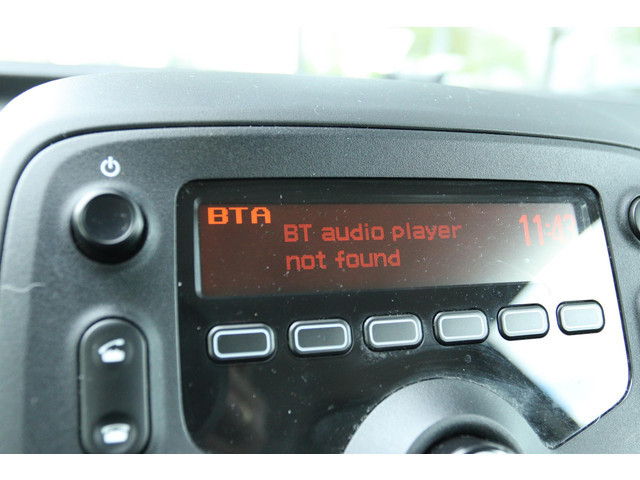 BTA
BT audio player
not found